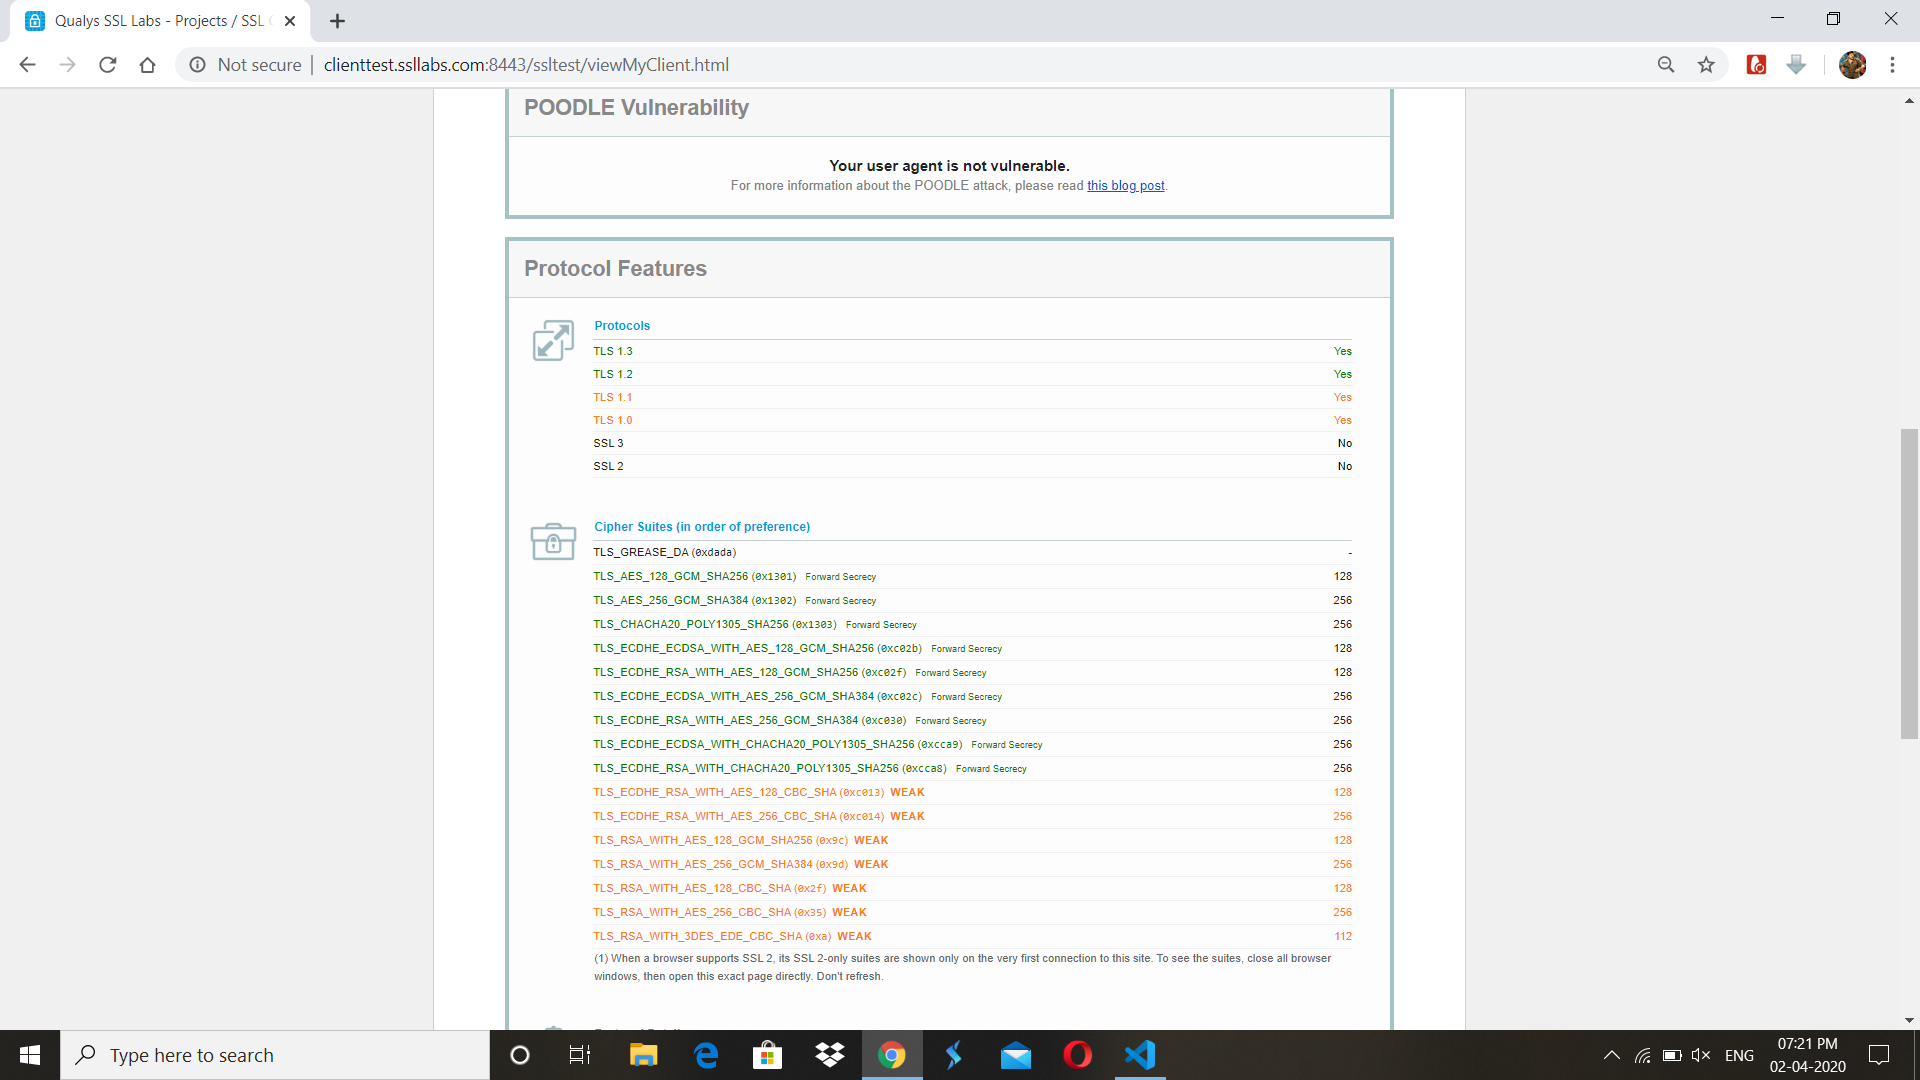 Qualys SSL Labs - Projects / SSL
Not secure | clienttest.ssllabs.com:8443/ssltest/viewMyClient.html
POODLE Vulnerability
Your user agent is not vulnerable.
For more information about the POODLE attack, please read this blog post.
Protocol Features
Protocols
TLS 1.3 Yes
TLS 1.2 Yes
TLS 1.1 Yes
TLS 1.0 Yes
SSL 3 No
SSL 2 No
Cipher Suites (in order of preference)
TLS_GREASE_DA (0xdada) -
TLS_AES_128_GCM_SHA256 (0x1301) Forward Secrecy 128
TLS_AES_256_GCM_SHA384 (0x1302) Forward Secrecy 256
TLS_CHACHA20_POLY1305_SHA256 (0x1303) Forward Secrecy 256
TLS_ECDHE_ECDSA_WITH_AES_128_GCM_SHA256 (0xc02b) Forward Secrecy 128
TLS_ECDHE_RSA_WITH_AES_128_GCM_SHA256 (0xc02f) Forward Secrecy 128
TLS_ECDHE_ECDSA_WITH_AES_256_GCM_SHA384 (0xc02c) Forward Secrecy 256
TLS_ECDHE_RSA_WITH_AES_256_GCM_SHA384 (0xc030) Forward Secrecy 256
TLS_ECDHE_ECDSA_WITH_CHACHA20_POLY1305_SHA256 (0xcca9) Forward Secrecy 256
TLS_ECDHE_RSA_WITH_CHACHA20_POLY1305_SHA256 (0xcca8) Forward Secrecy 256
TLS_ECDHE_RSA_WITH_AES_128_CBC_SHA (0xc013) WEAK 128
TLS_ECDHE_RSA_WITH_AES_256_CBC_SHA (0xc014) WEAK 256
TLS_RSA_WITH_AES_128_GCM_SHA256 (0x9c) WEAK 128
TLS_RSA_WITH_AES_256_GCM_SHA384 (0x9d) WEAK 256
TLS_RSA_WITH_AES_128_CBC_SHA (0x2f) WEAK 128
TLS_RSA_WITH_AES_256_CBC_SHA (0x35) WEAK 256
TLS_RSA_WITH_3DES_EDE_CBC_SHA (0xa) WEAK 112
(1) When a browser supports SSL 2, its SSL 2-only suites are shown only on the very first connection to this site. To see the suites, close all browser
windows, then open this exact page directly. Don't refresh.
Type here to search
ENG
07:21 PM
02-04-2020